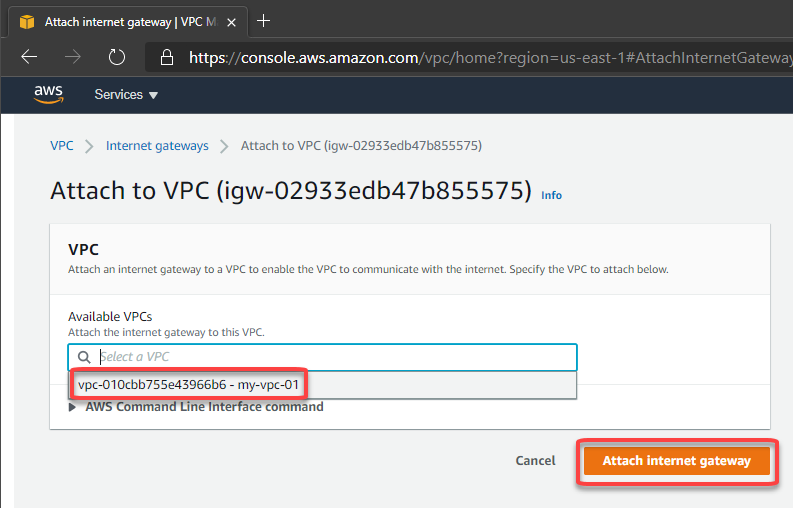 Attach internet gateway | VPC M
https://console.aws.amazon.com/vpc/home?region=us-east-1#AttachInternetGateway
aws
Services
VPC
Internet gateways
Attach to VPC (igw-02933edb47b855575)
Attach to VPC (igw-02933edb47b855575)
Info
VPC
Attach an internet gateway to a VPC to enable the VPC to communicate with the internet. Specify the VPC to attach below.
Available VPCs
Attach the internet gateway to this VPC.
Select a VPC
vpc-010cbb755e43966b6 - my-vpc-01
AWS Command Line Interface command
Cancel
Attach internet gateway